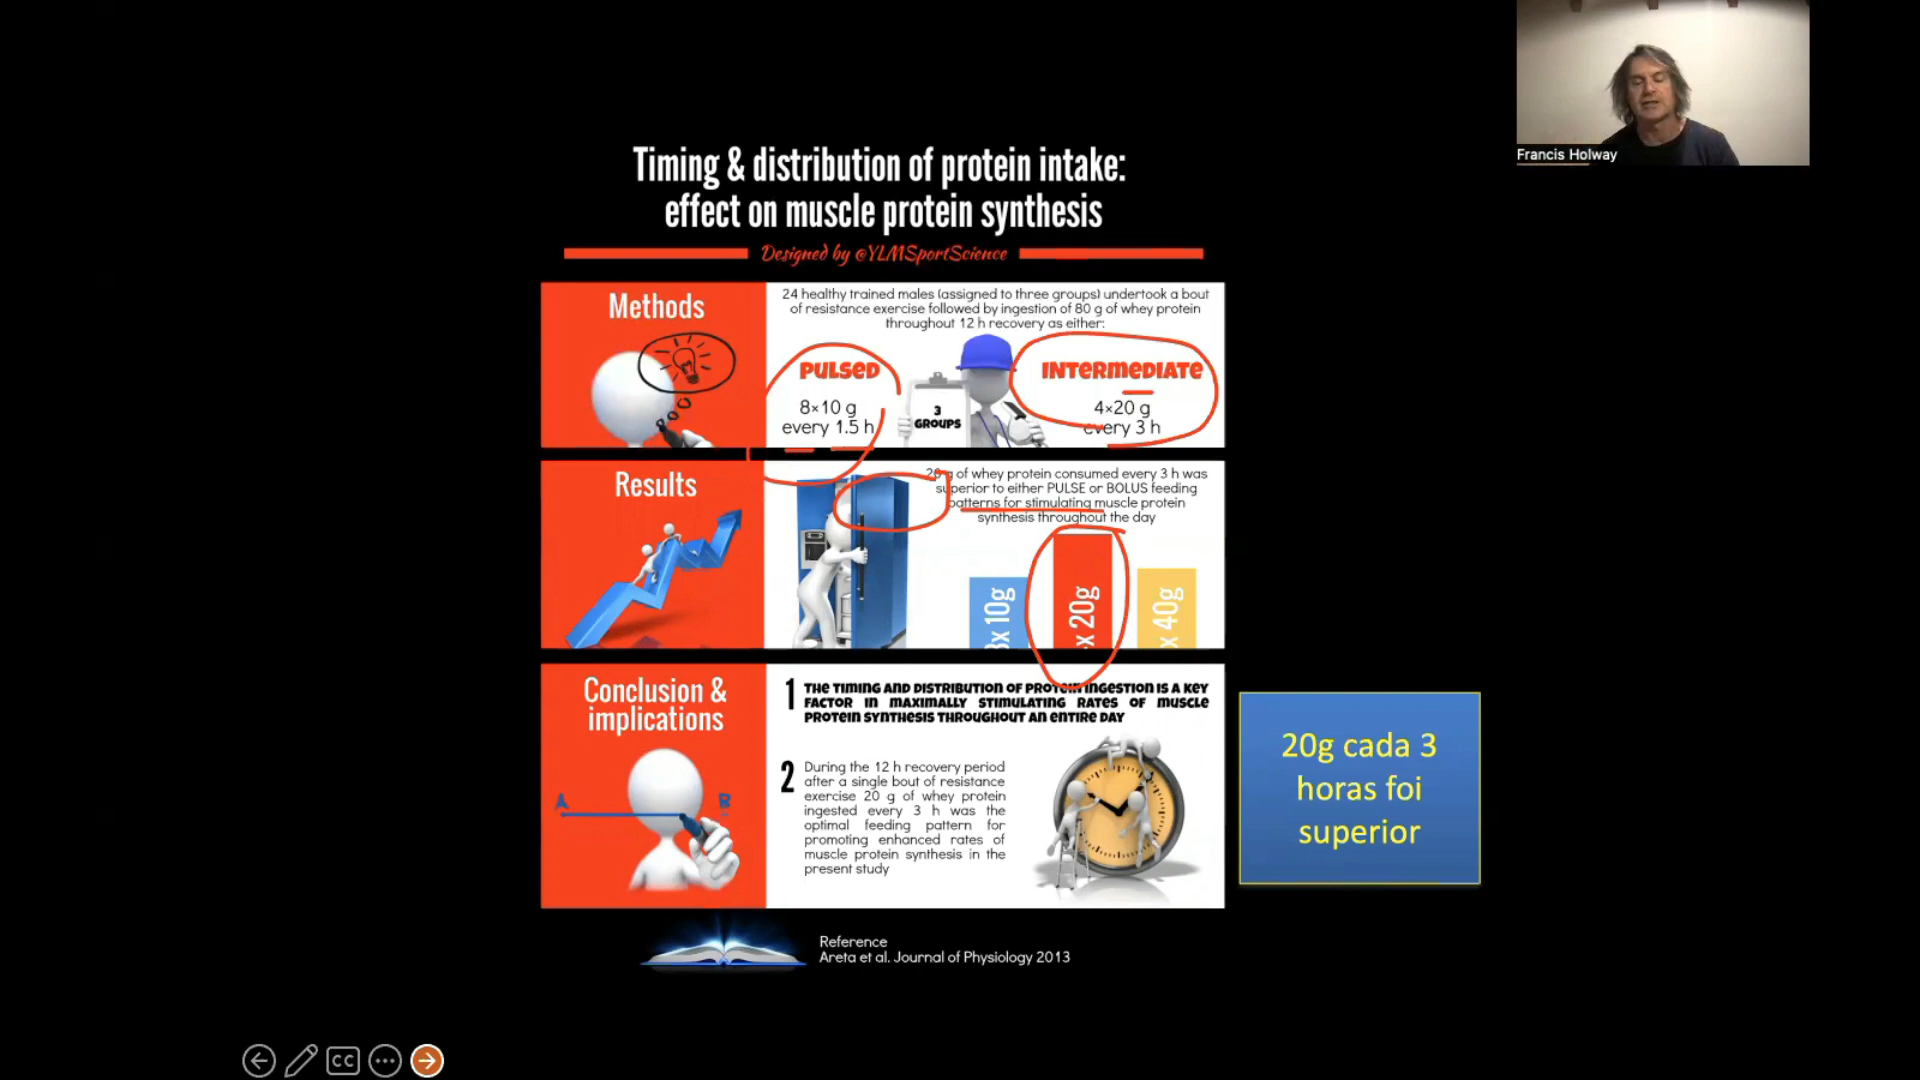 Francis Holway
Timing & distribution of protein intake:
effect on muscle protein synthesis
Designed by @YLMSportScience
Methods
24 healthy trained males (assigned to three groups) undertook a bout
of resistance exercise followed by ingestion of 80 g of whey protein
throughout 12 h recovery as either:
PULSED
8×10 g
every 1.5 h
3
GROUPS
INTERMEDIATE
4×20 g
every 3 h
Results
20 g of whey protein consumed every 3 h was
superior to either PULSE or BOLUS feeding
patterns for stimulating muscle protein
synthesis throughout the day
8x 10g
x 20g
x 40g
Conclusion &
implications
1 THE TIMING AND DISTRIBUTION OF PROTEIN INGESTION IS A KEY
FACTOR IN MAXIMALLY STIMULATING RATES OF MUSCLE
PROTEIN SYNTHESIS THROUGHOUT AN ENTIRE DAY
A
B
2 During the 12 h recovery period
after a single bout of resistance
exercise 20 g of whey protein
ingested every 3 h was the
optimal feeding pattern for
promoting enhanced rates of
muscle protein synthesis in the
present study
20g cada 3
horas foi
superior
Reference
Areta et al. Journal of Physiology 2013
CC